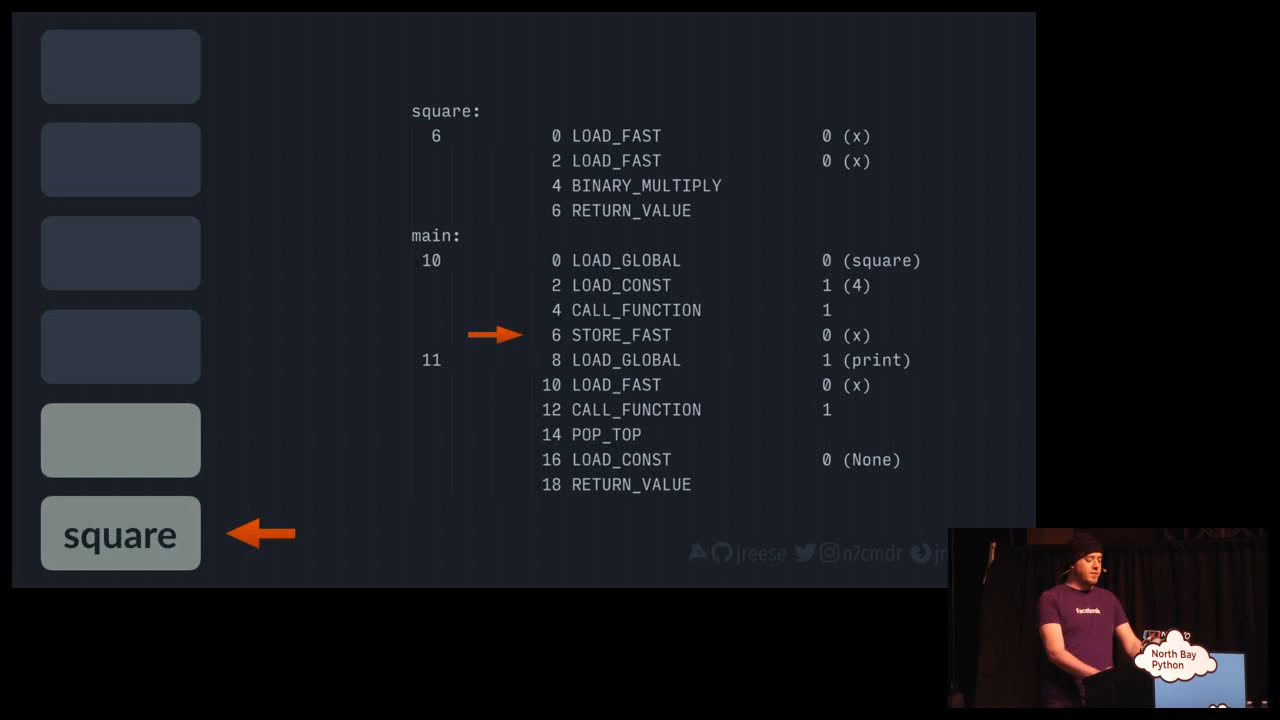 square:
6 0 LOAD_FAST 0 (x)
2 LOAD_FAST 0 (x)
4 BINARY_MULTIPLY
6 RETURN_VALUE
main:
10 0 LOAD_GLOBAL 0 (square)
2 LOAD_CONST 1 (4)
4 CALL_FUNCTION 1
6 STORE_FAST 0 (x)
11 8 LOAD_GLOBAL 1 (print)
10 LOAD_FAST 0 (x)
12 CALL_FUNCTION 1
14 POP_TOP
16 LOAD_CONST 0 (None)
18 RETURN_VALUE
square
jreese n7cmdr jr
facebook
North Bay
Python